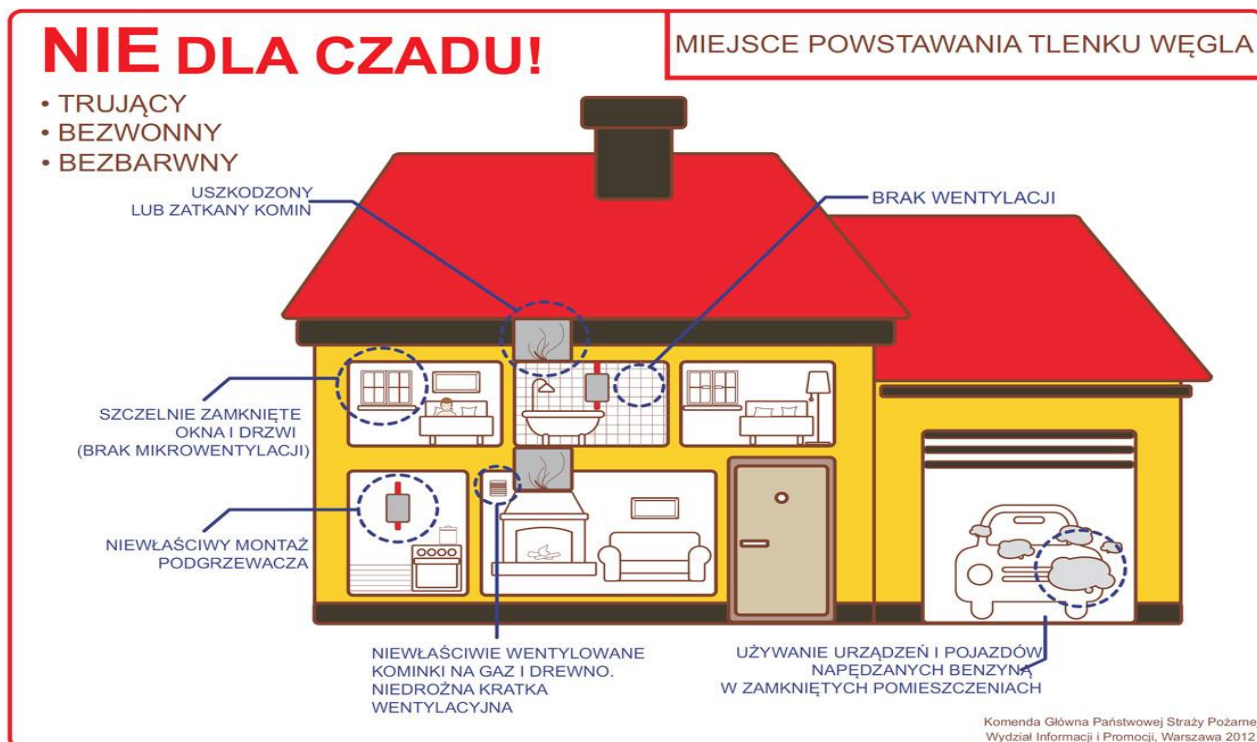 NIE DLA CZADU!
MIEJSCE POWSTAWANIA TLENKU WĘGLA
• TRUJĄCY
• BEZWONNY
• BEZBARWNY
USZKODZONY
LUB ZATKANY KOMIN
BRAK WENTYLACJI
SZCZELNIE ZAMKNIĘTE
OKNA I DRZWI
(BRAK MIKROWENTYLACJI)
NIEWŁAŚCIWY MONTAŻ
PODGRZEWACZA
NIEWŁAŚCIWIE WENTYLOWANE
KOMINKI NA GAZ I DREWNO.
NIEDROŻNA KRATKA
WENTYLACYJNA
UŻYWANIE URZĄDZEŃ I POJAZDÓW
NAPĘDZANYCH BENZYNĄ
W ZAMKNIĘTYCH POMIESZCZENIACH
Komenda Główna Państwowej Straży Pożarne
Wydział Informacji i Promocji, Warszawa 2012